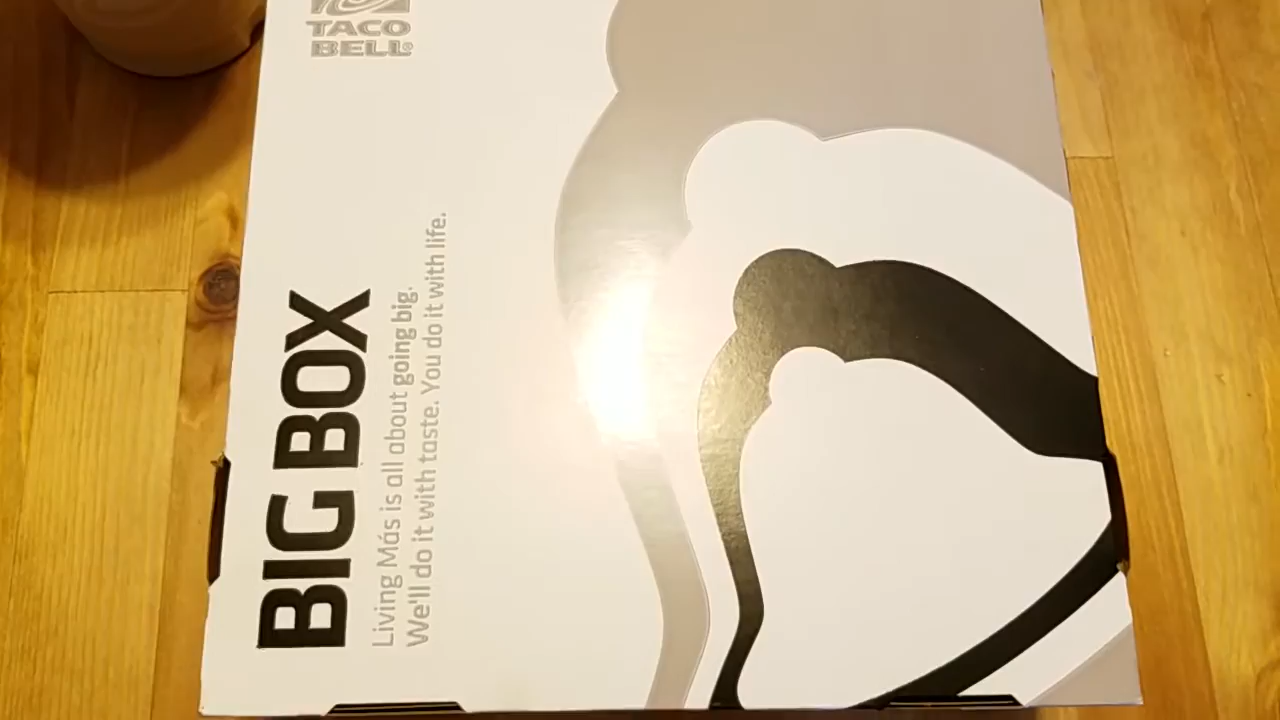 TACO
BELL®
BIG BOX
Living Más is all about going big.
We'll do it with taste. You do it with life.